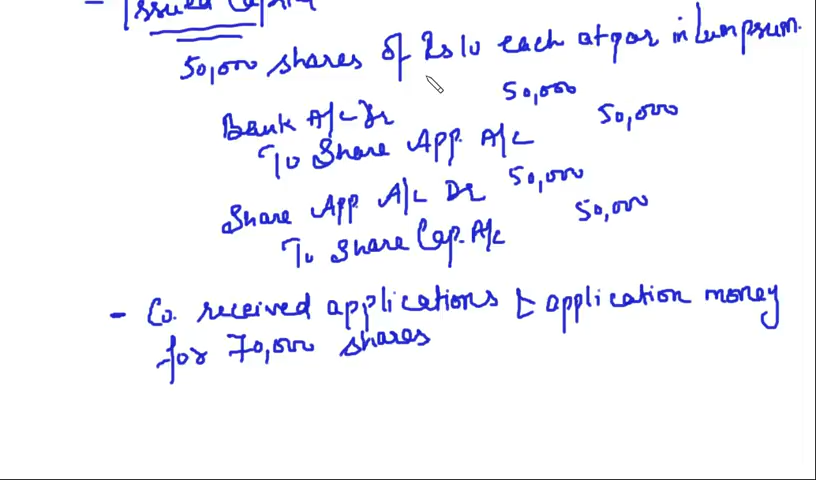 - Issued Capital
50,000 shares of Rs 10 each at par in Lumpsum.
Bank A/c Dr 50,000
To Share App. A/c 50,000
Share App. A/c Dr 50,000
To Share Cap. A/c 50,000
- Co. received applications & application money
for 70,000 shares